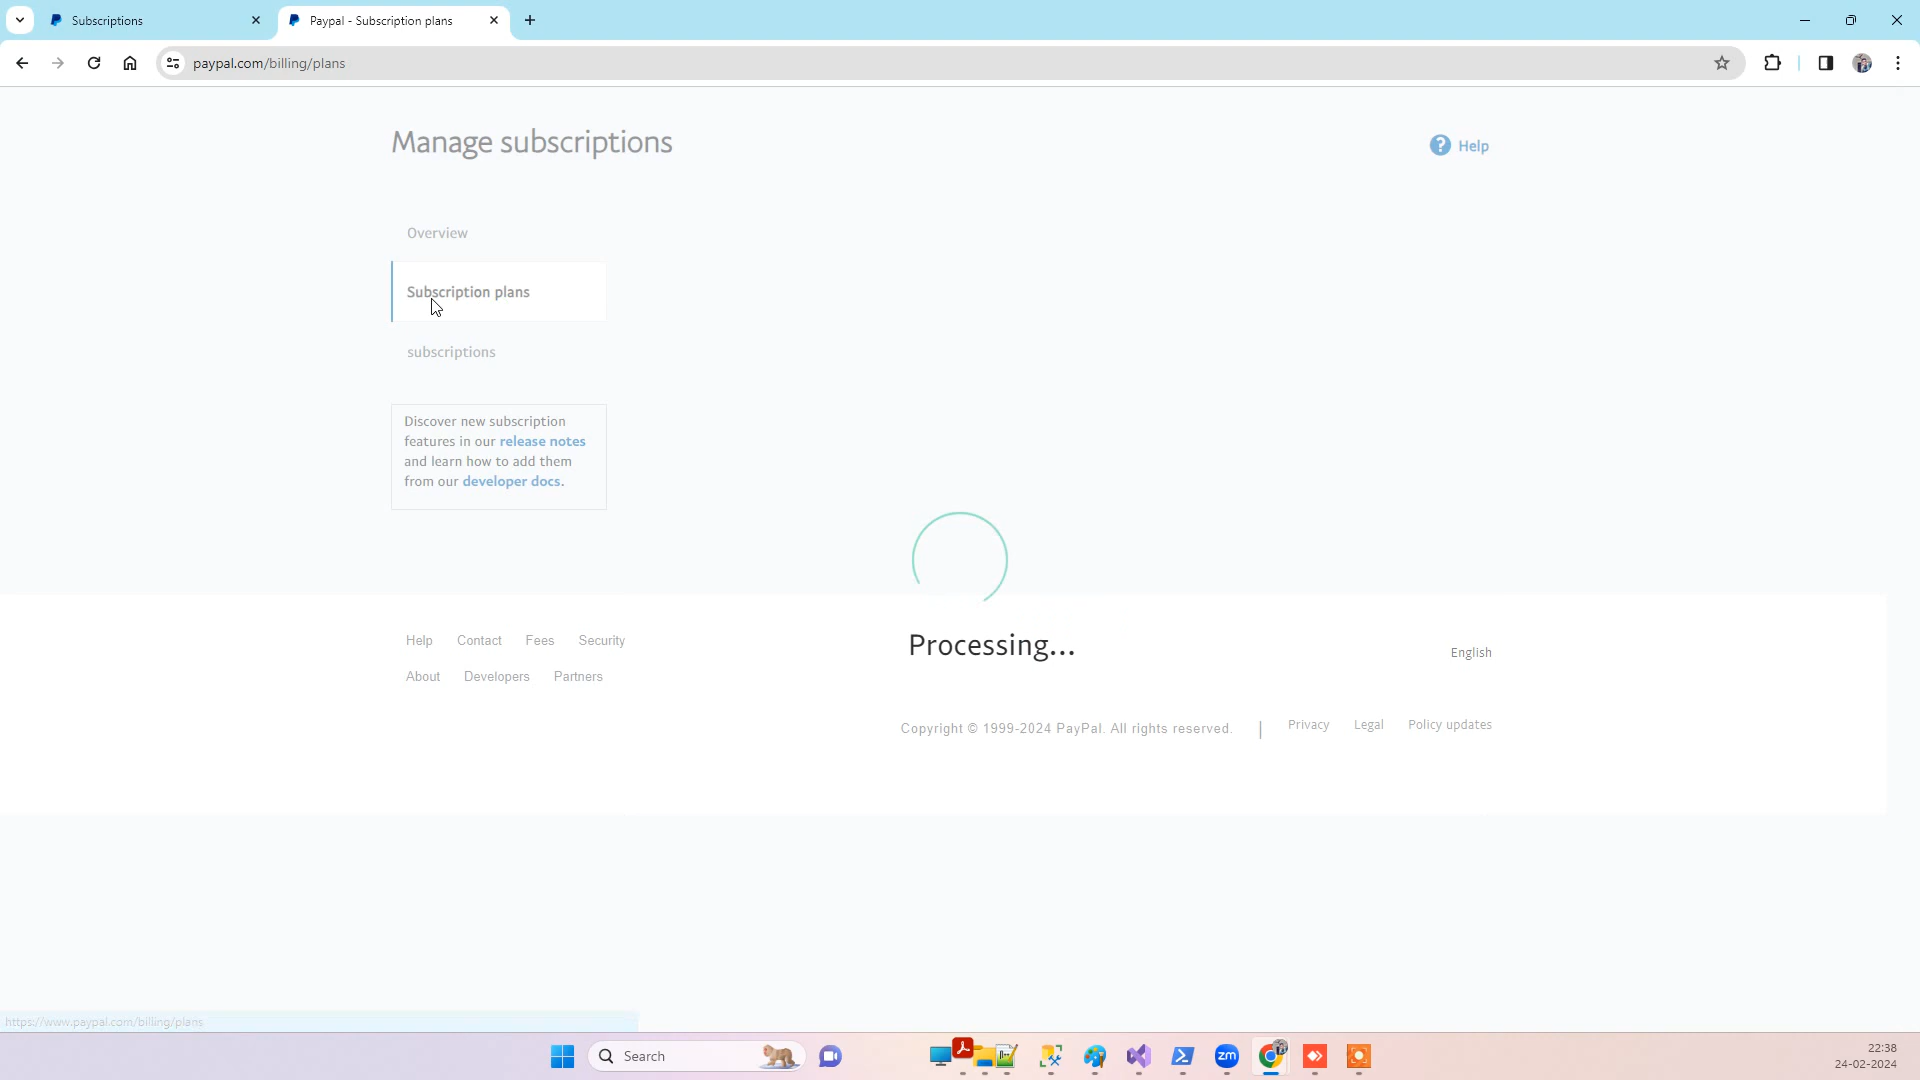 Subscriptions
Paypal - Subscription plans
paypal.com/billing/plans
Manage subscriptions
? Help
Overview
Subscription plans
subscriptions
Discover new subscription
features in our release notes
and learn how to add them
from our developer docs.
Processing...
Help Contact Fees Security
English
About Developers Partners
Copyright © 1999-2024 PayPal. All rights reserved. | Privacy Legal Policy updates
https://www.paypal.com/billing/plans
Search
zm
22:38
24-02-2024